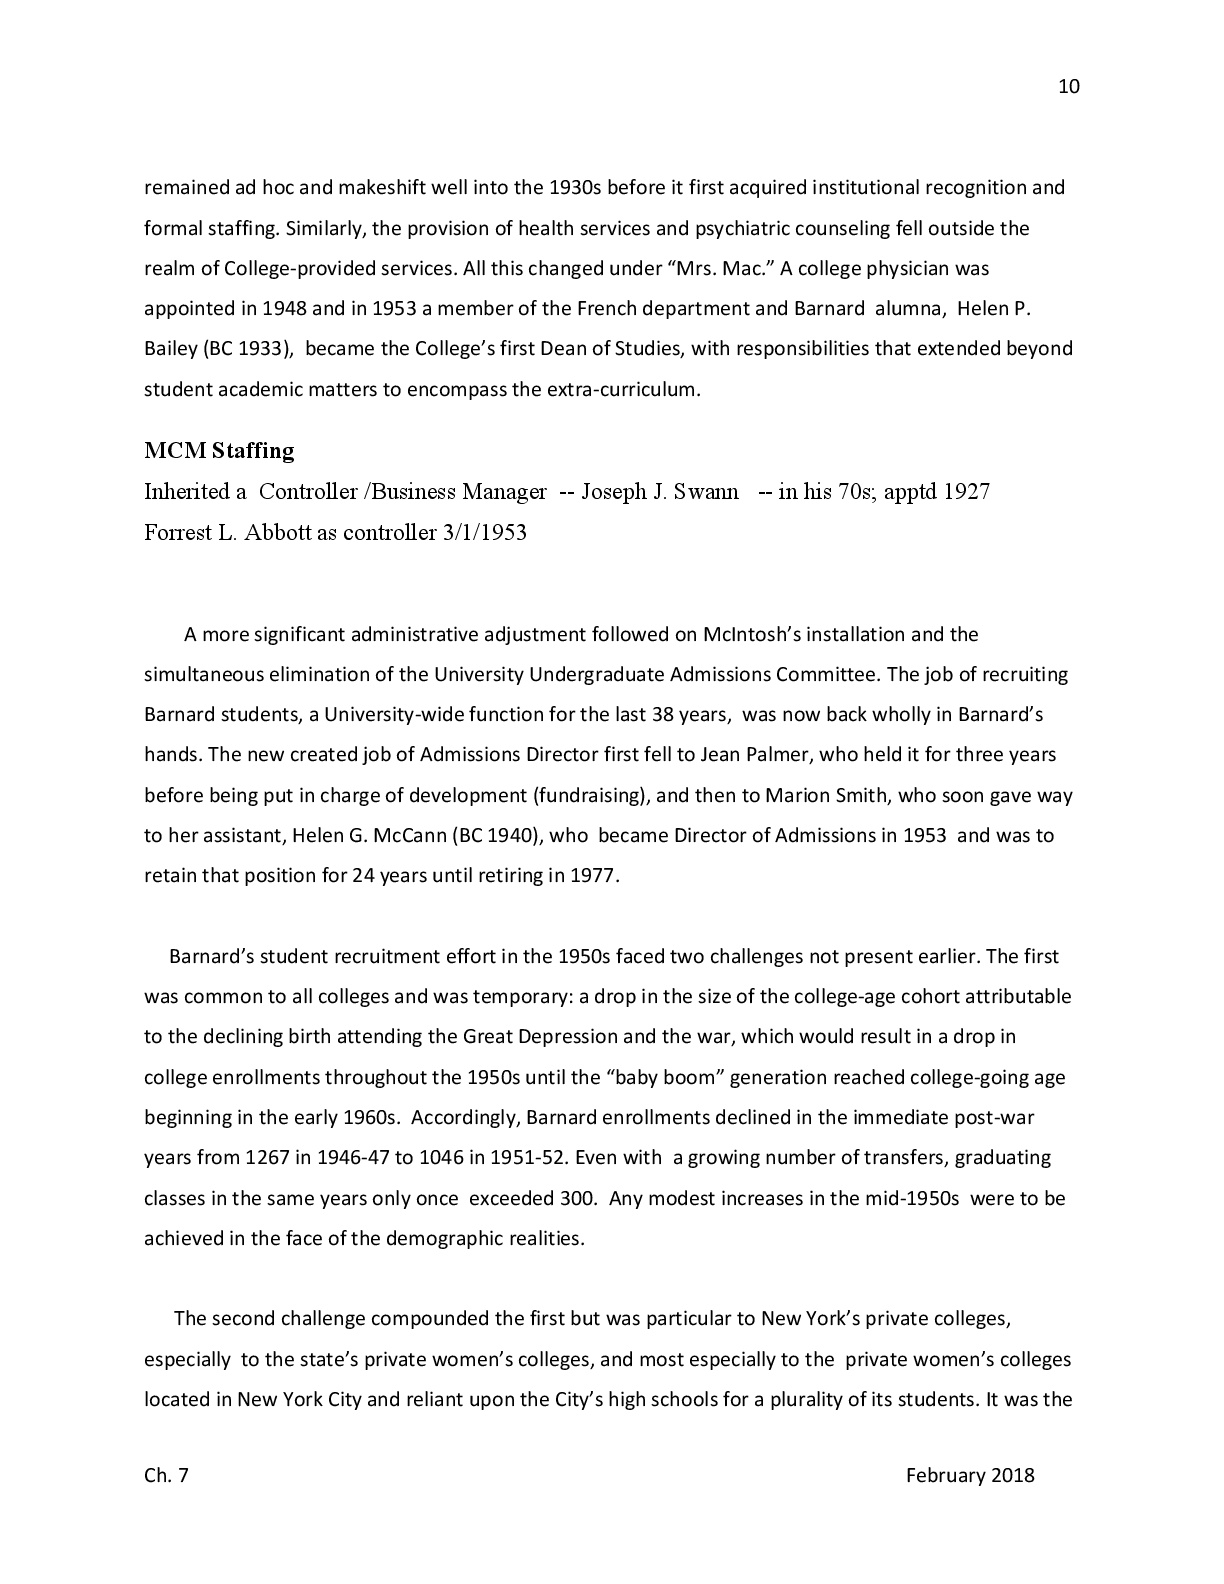 10
remained ad hoc and makeshift well into the 1930s before it first acquired institutional recognition and
formal staffing. Similarly, the provision of health services and psychiatric counseling fell outside the
realm of College-provided services. All this changed under “Mrs. Mac.” A college physician was
appointed in 1948 and in 1953 a member of the French department and Barnard  alumna,  Helen P.
Bailey (BC 1933),  became the College’s first Dean of Studies, with responsibilities that extended beyond
student academic matters to encompass the extra-curriculum.
MCM Staffing
Inherited a  Controller /Business Manager  -- Joseph J. Swann   -- in his 70s; apptd 1927
Forrest L. Abbott as controller 3/1/1953
A more significant administrative adjustment followed on McIntosh’s installation and the
simultaneous elimination of the University Undergraduate Admissions Committee. The job of recruiting
Barnard students, a University-wide function for the last 38 years,  was now back wholly in Barnard’s
hands. The new created job of Admissions Director first fell to Jean Palmer, who held it for three years
before being put in charge of development (fundraising), and then to Marion Smith, who soon gave way
to her assistant, Helen G. McCann (BC 1940), who  became Director of Admissions in 1953  and was to
retain that position for 24 years until retiring in 1977.
Barnard’s student recruitment effort in the 1950s faced two challenges not present earlier. The first
was common to all colleges and was temporary: a drop in the size of the college-age cohort attributable
to the declining birth attending the Great Depression and the war, which would result in a drop in
college enrollments throughout the 1950s until the “baby boom” generation reached college-going age
beginning in the early 1960s.  Accordingly, Barnard enrollments declined in the immediate post-war
years from 1267 in 1946-47 to 1046 in 1951-52. Even with  a growing number of transfers, graduating
classes in the same years only once  exceeded 300.  Any modest increases in the mid-1950s  were to be
achieved in the face of the demographic realities.
The second challenge compounded the first but was particular to New York’s private colleges,
especially  to the state’s private women’s colleges, and most especially to the  private women’s colleges
located in New York City and reliant upon the City’s high schools for a plurality of its students. It was the
Ch. 7 February 2018